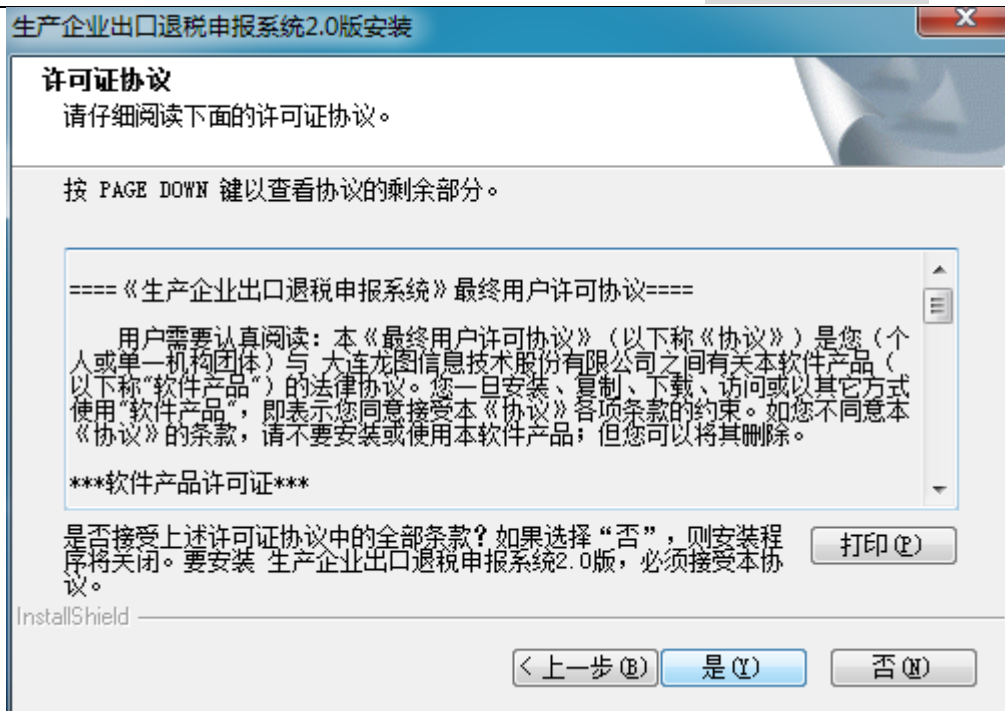 生产企业出口退税申报系统2.0版安装
许可证协议
请仔细阅读下面的许可证协议。
按 PAGE DOWN 键以查看协议的剩余部分。
====《生产企业出口退税申报系统》最终用户许可协议====
用户需要认真阅读：本《最终用户许可协议》（以下称《协议》）是您（个
人或单一机构团体）与 大连龙图信息技术股份有限公司之间有关本软件产品（
以下称“软件产品”）的法律协议。您一旦安装、复制、下载、访问或以其它方式
使用“软件产品”，即表示您同意接受本《协议》各项条款的约束。如您不同意本
《协议》的条款，请不要安装或使用本软件产品；但您可以将其删除。
***软件产品许可证***
是否接受上述许可证协议中的全部条款？如果选择“否”，则安装程
序将关闭。要安装 生产企业出口退税申报系统2.0版，必须接受本协
议。
打印(P)
InstallShield
< 上一步(B)
是(Y)
否(N)